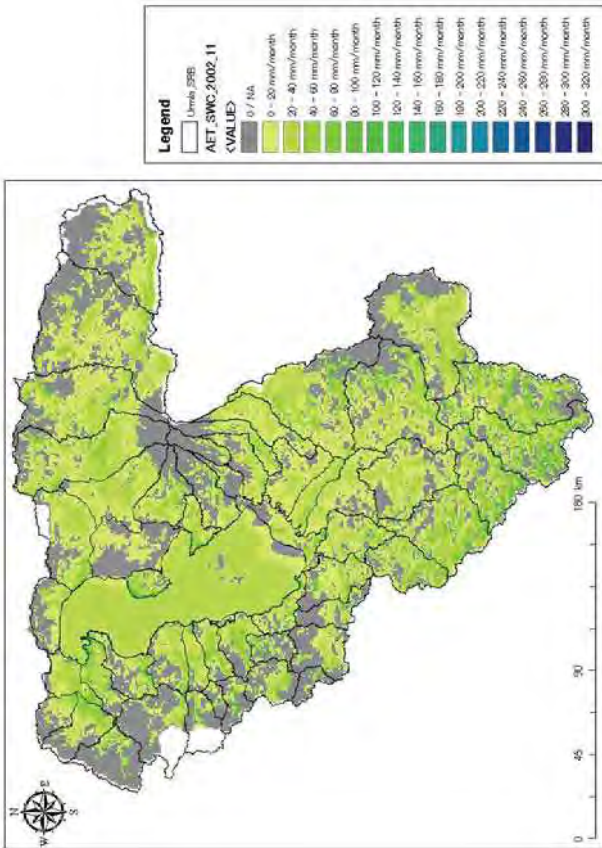 N
E
S
W
Legend
Urmia_SRB
AET_SWC_2002_11
<VALUE>
0 / NA
0 - 20 mm/month
20 - 40 mm/month
40 - 60 mm/month
60 - 80 mm/month
80 - 100 mm/month
100 - 120 mm/month
120 - 140 mm/month
140 - 160 mm/month
160 - 180 mm/month
180 - 200 mm/month
200 - 220 mm/month
220 - 240 mm/month
240 - 260 mm/month
260 - 280 mm/month
280 - 300 mm/month
300 - 320 mm/month
0 45 90 180 km